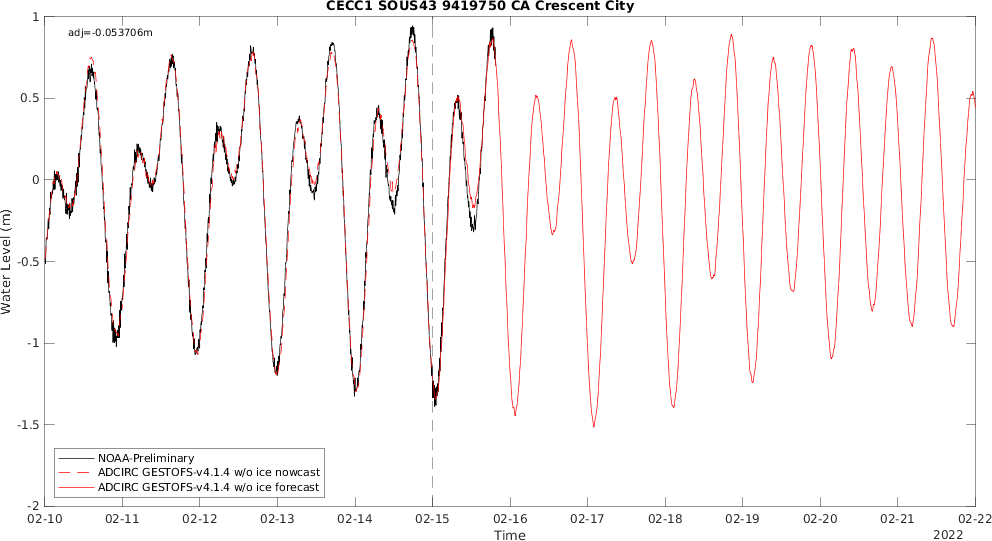 CECC1 SOUS43 9419750 CA Crescent City
adj=-0.053706m
1
0.5
0
-0.5
-1
-1.5
-2
Water Level (m)
NOAA-Preliminary
ADCIRC GESTOFS-v4.1.4 w/o ice nowcast
ADCIRC GESTOFS-v4.1.4 w/o ice forecast
02-10 02-11 02-12 02-13 02-14 02-15 02-16 02-17 02-18 02-19 02-20 02-21 02-22
Time
2022